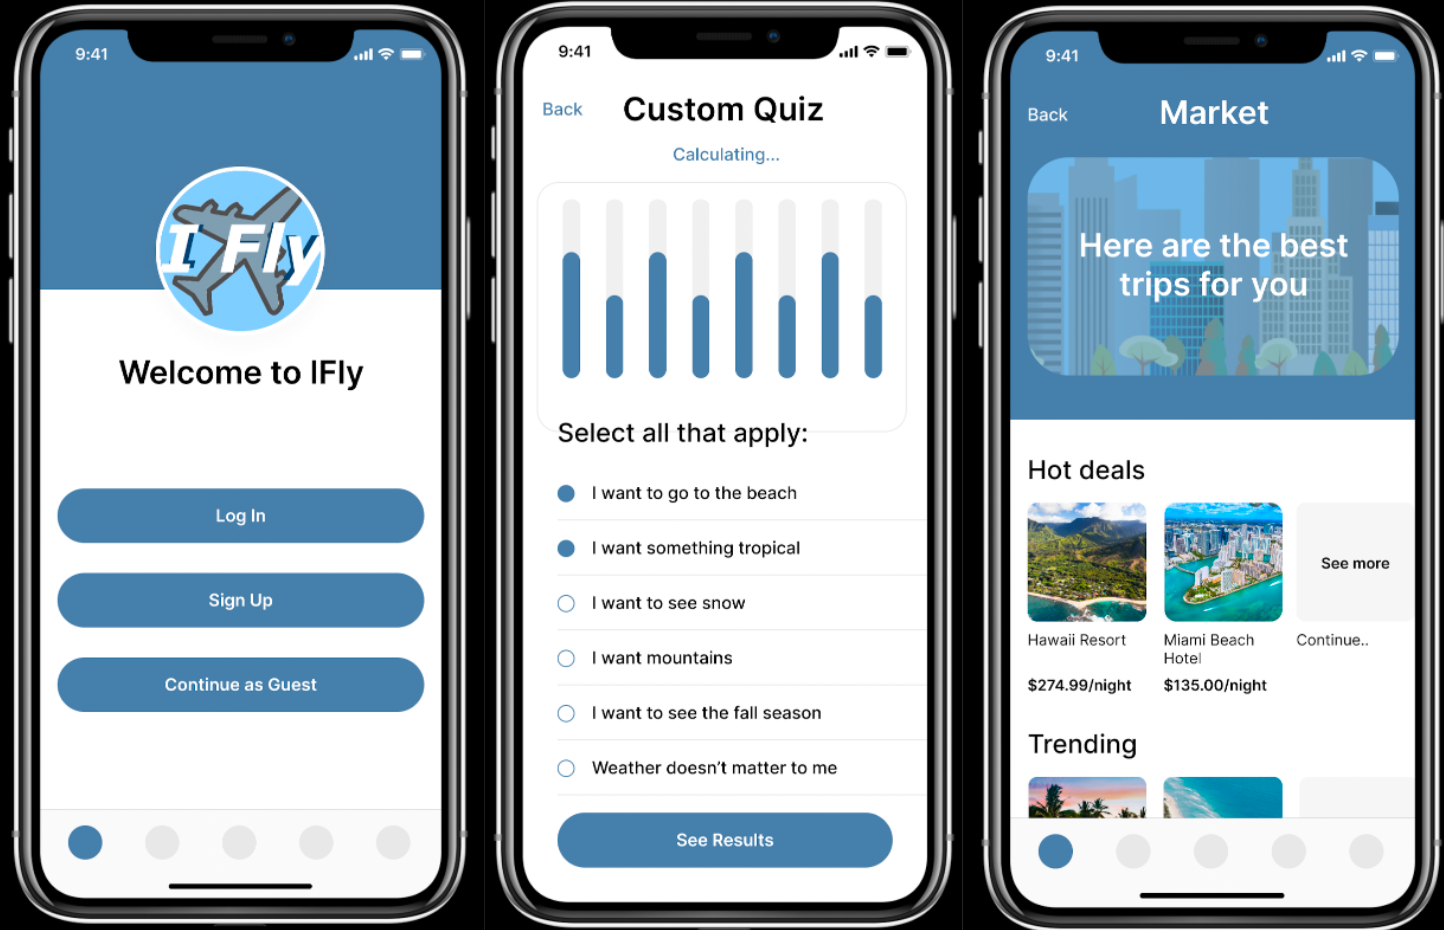 9:41
I Fly
Welcome to IFly
Log In
Sign Up
Continue as Guest
9:41
Back
Custom Quiz
Calculating...
Select all that apply:
I want to go to the beach
I want something tropical
I want to see snow
I want mountains
I want to see the fall season
Weather doesn't matter to me
See Results
9:41
Back
Market
Here are the best
trips for you
Hot deals
See more
Hawaii Resort
Miami Beach
Hotel
Continue..
$274.99/night
$135.00/night
Trending